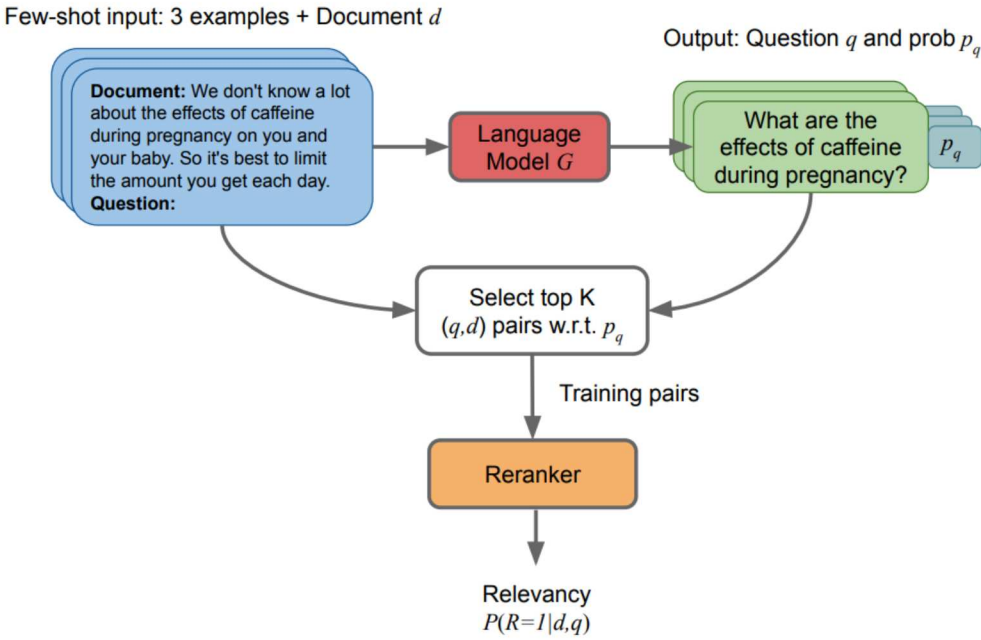 Few-shot input: 3 examples + Document d
Output: Question q and prob p_q
Document: We don't know a lot
about the effects of caffeine
during pregnancy on you and
your baby. So it's best to limit
the amount you get each day.
Question:
Language
Model G
What are the
effects of caffeine
during pregnancy?
p_q
Select top K
(q,d) pairs w.r.t. p_q
Training pairs
Reranker
Relevancy
P(R=1|d,q)